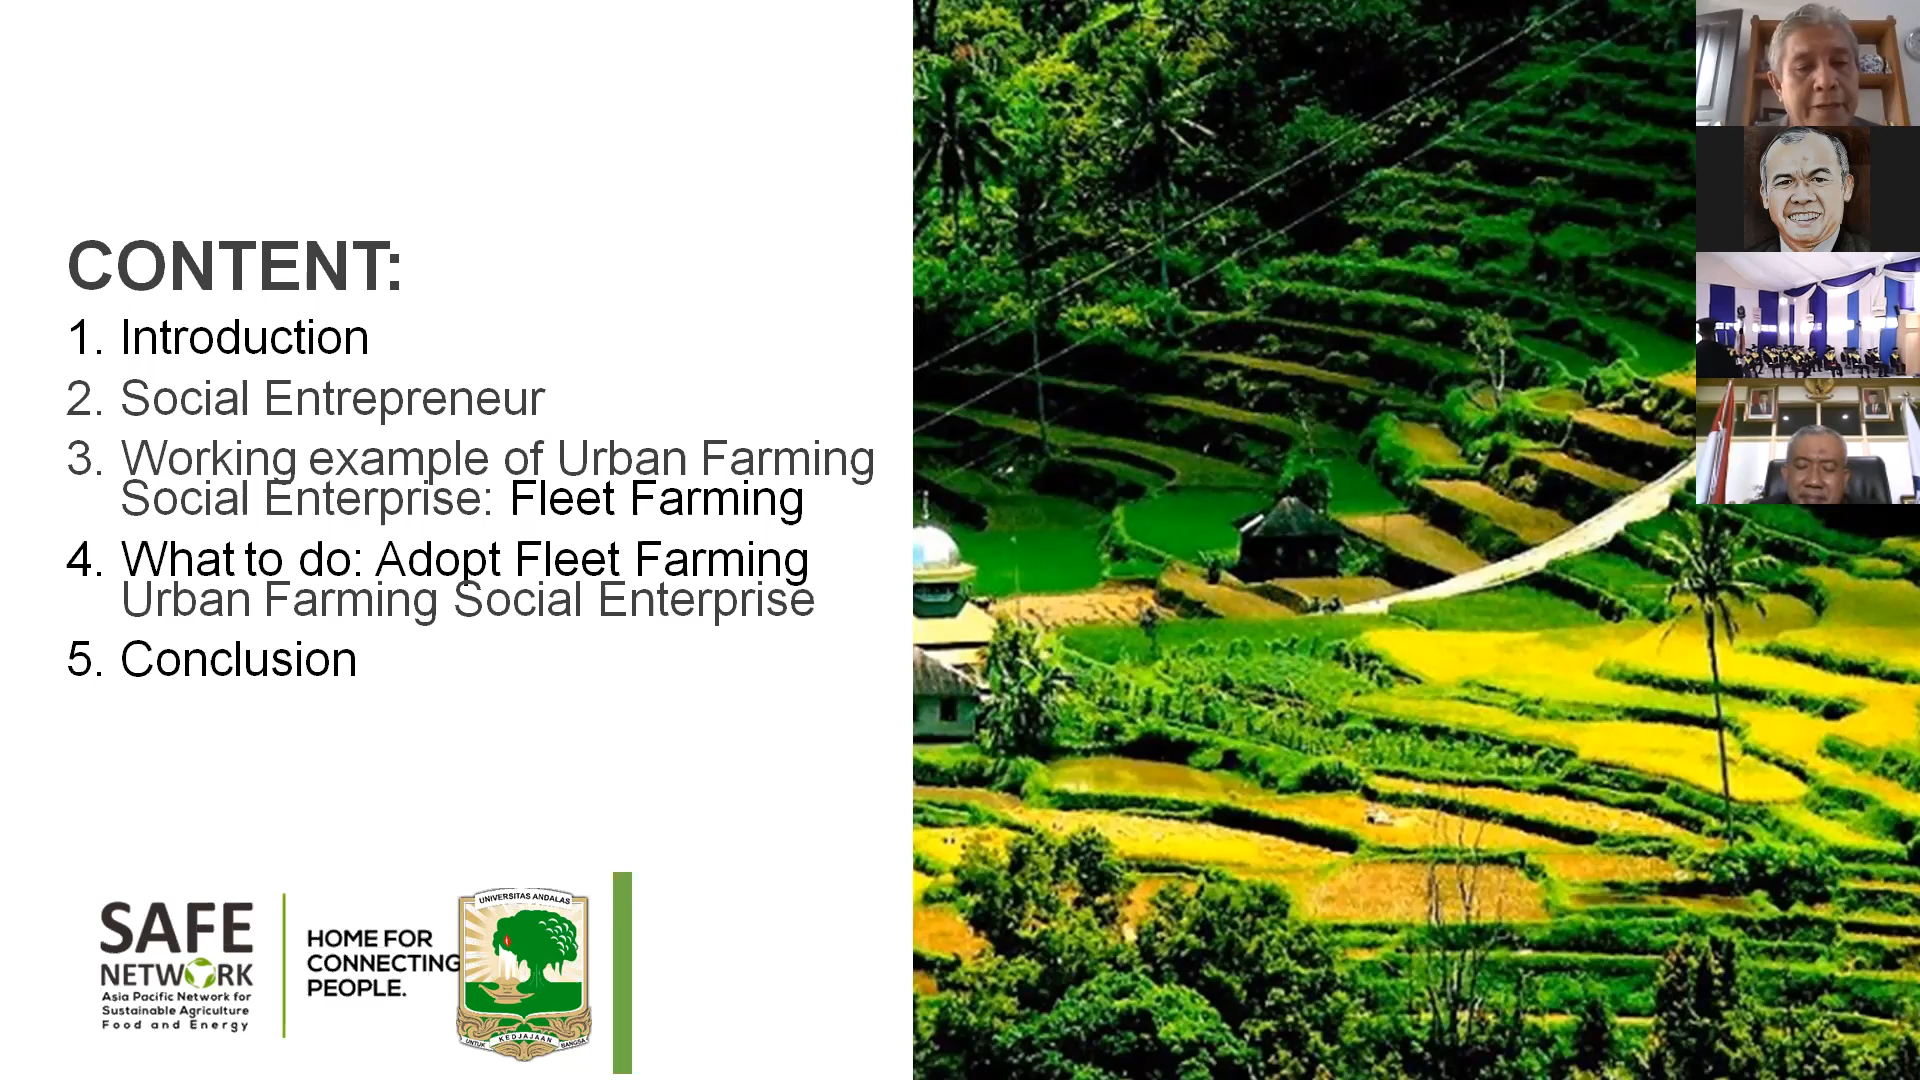 CONTENT:
1. Introduction
2. Social Entrepreneur
3. Working example of Urban Farming
Social Enterprise: Fleet Farming
4. What to do: Adopt Fleet Farming
Urban Farming Social Enterprise
5. Conclusion
SAFE
NETWORK
Asia Pacific Network for
Sustainable Agriculture
Food and Energy
HOME FOR
CONNECTING
PEOPLE.
UNIVERSITAS ANDALAS
UNTUK KEDJAJAAN BANGSA